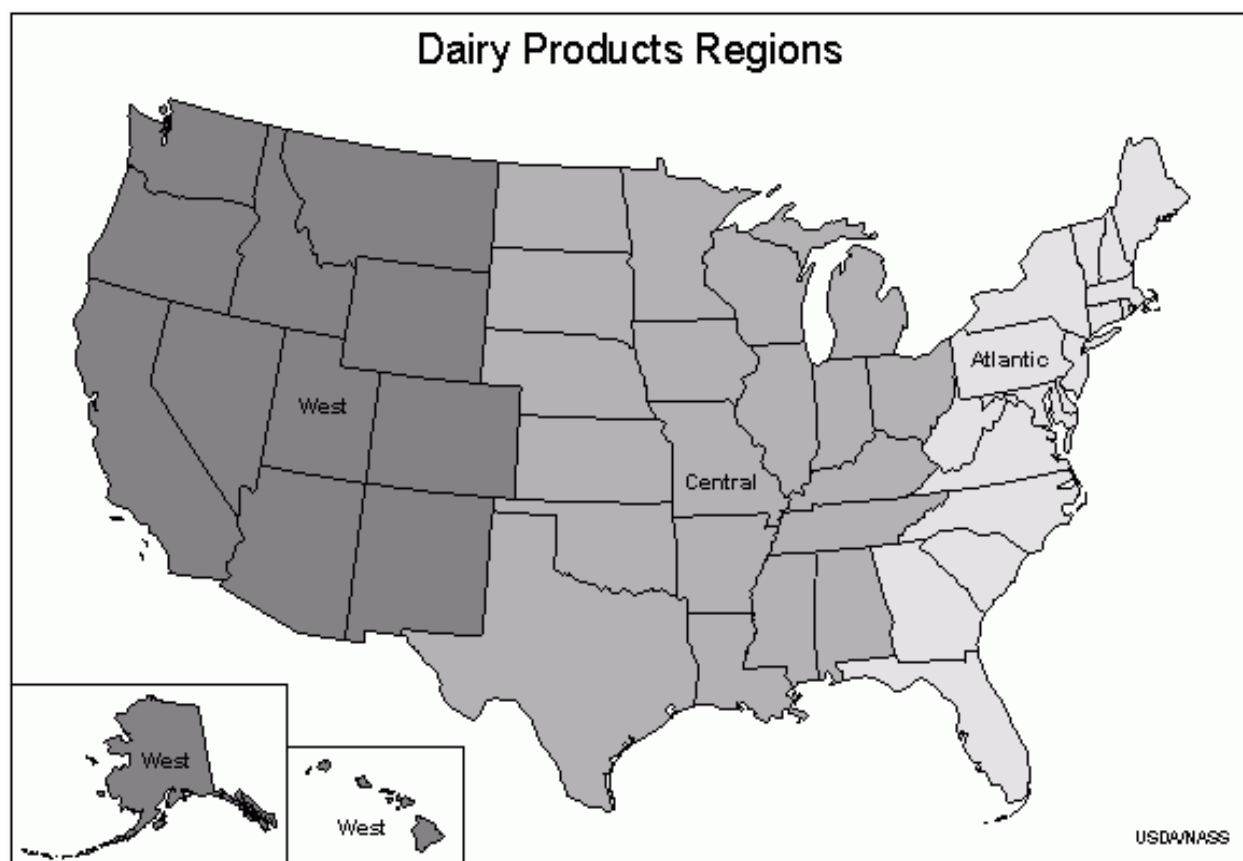 Dairy Products Regions
Atlantic
West
Central
West
West
USDA/NASS